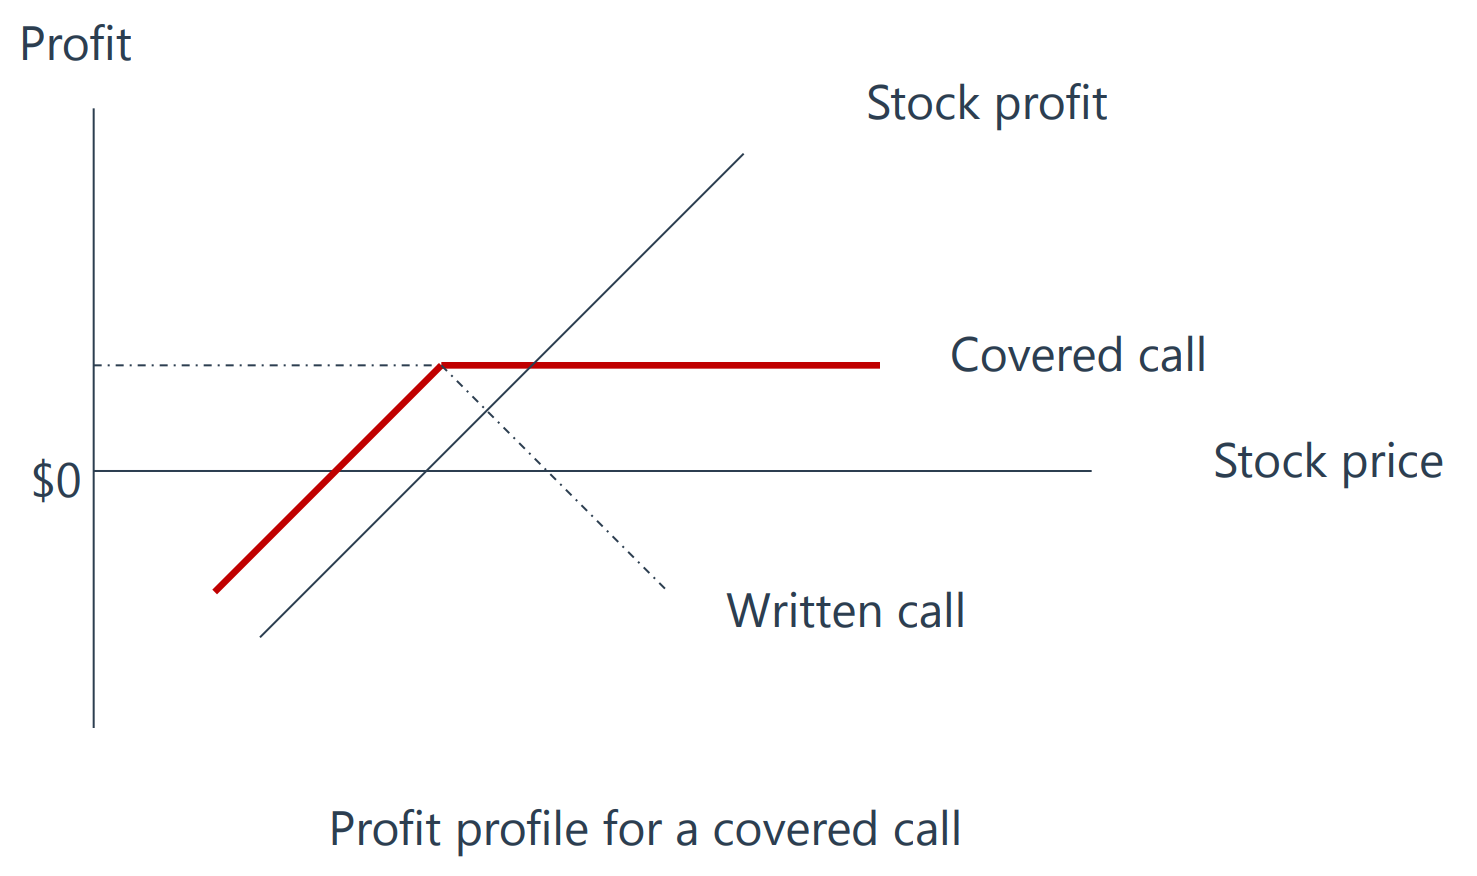 Profit
Stock profit
Covered call
Stock price
$0
Written call
Profit profile for a covered call